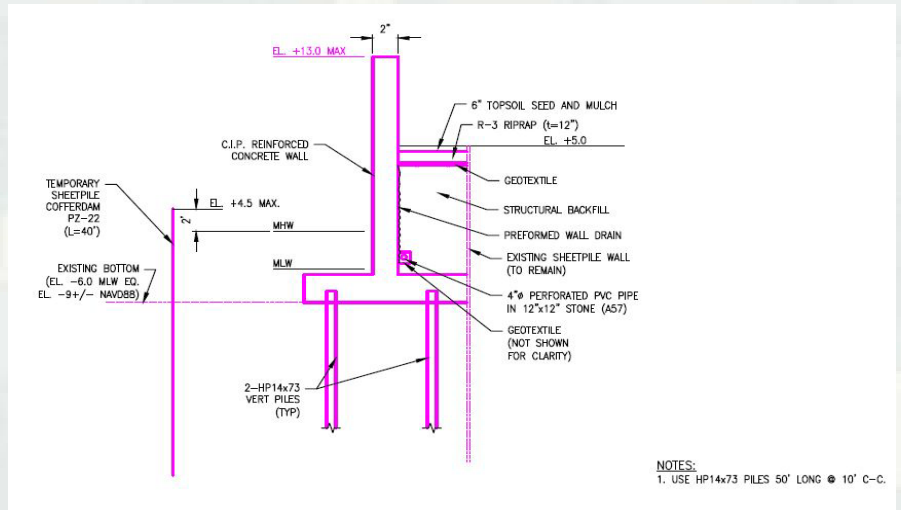 2"
EL. +13.0 MAX
6" TOPSOIL SEED AND MULCH
R-3 RIPRAP (t=12")
EL. +5.0
C.I.P. REINFORCED
CONCRETE WALL
GEOTEXTILE
TEMPORARY
SHEETPILE
COFFERDAM
PZ-22
(L=40')
EL. +4.5 MAX.
2'
MHW
STRUCTURAL BACKFILL
PREFORMED WALL DRAIN
MLW
EXISTING SHEETPILE WALL
(TO REMAIN)
EXISTING BOTTOM
(EL. -6.0 MLW EQ.
EL. -9+/- NAVD88)
4"ø PERFORATED PVC PIPE
IN 12"x12" STONE (A57)
GEOTEXTILE
(NOT SHOWN
FOR CLARITY)
2-HP14x73
VERT PILES
(TYP)
NOTES:
1. USE HP14x73 PILES 50' LONG @ 10' C-C.